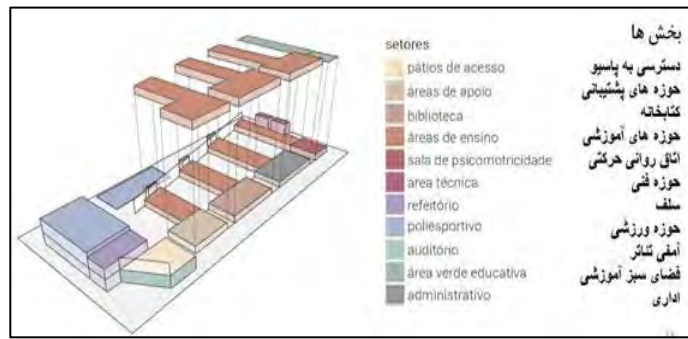 setores
pátios de acesso
áreas de apoio
biblioteca
áreas de ensino
sala de psicomotricidade
area técnica
refeitório
poliesportivo
auditório
área verde educativa
administrativo
بخش ها
دسترسی به پاسیو
حوزه های پشتیبانی
کتابخانه
حوزه های آموزشی
اتاق روانی حرکتی
حوزه فنی
سلف
حوزه ورزشی
آمفی تئاتر
فضای سبز آموزشی
اداری